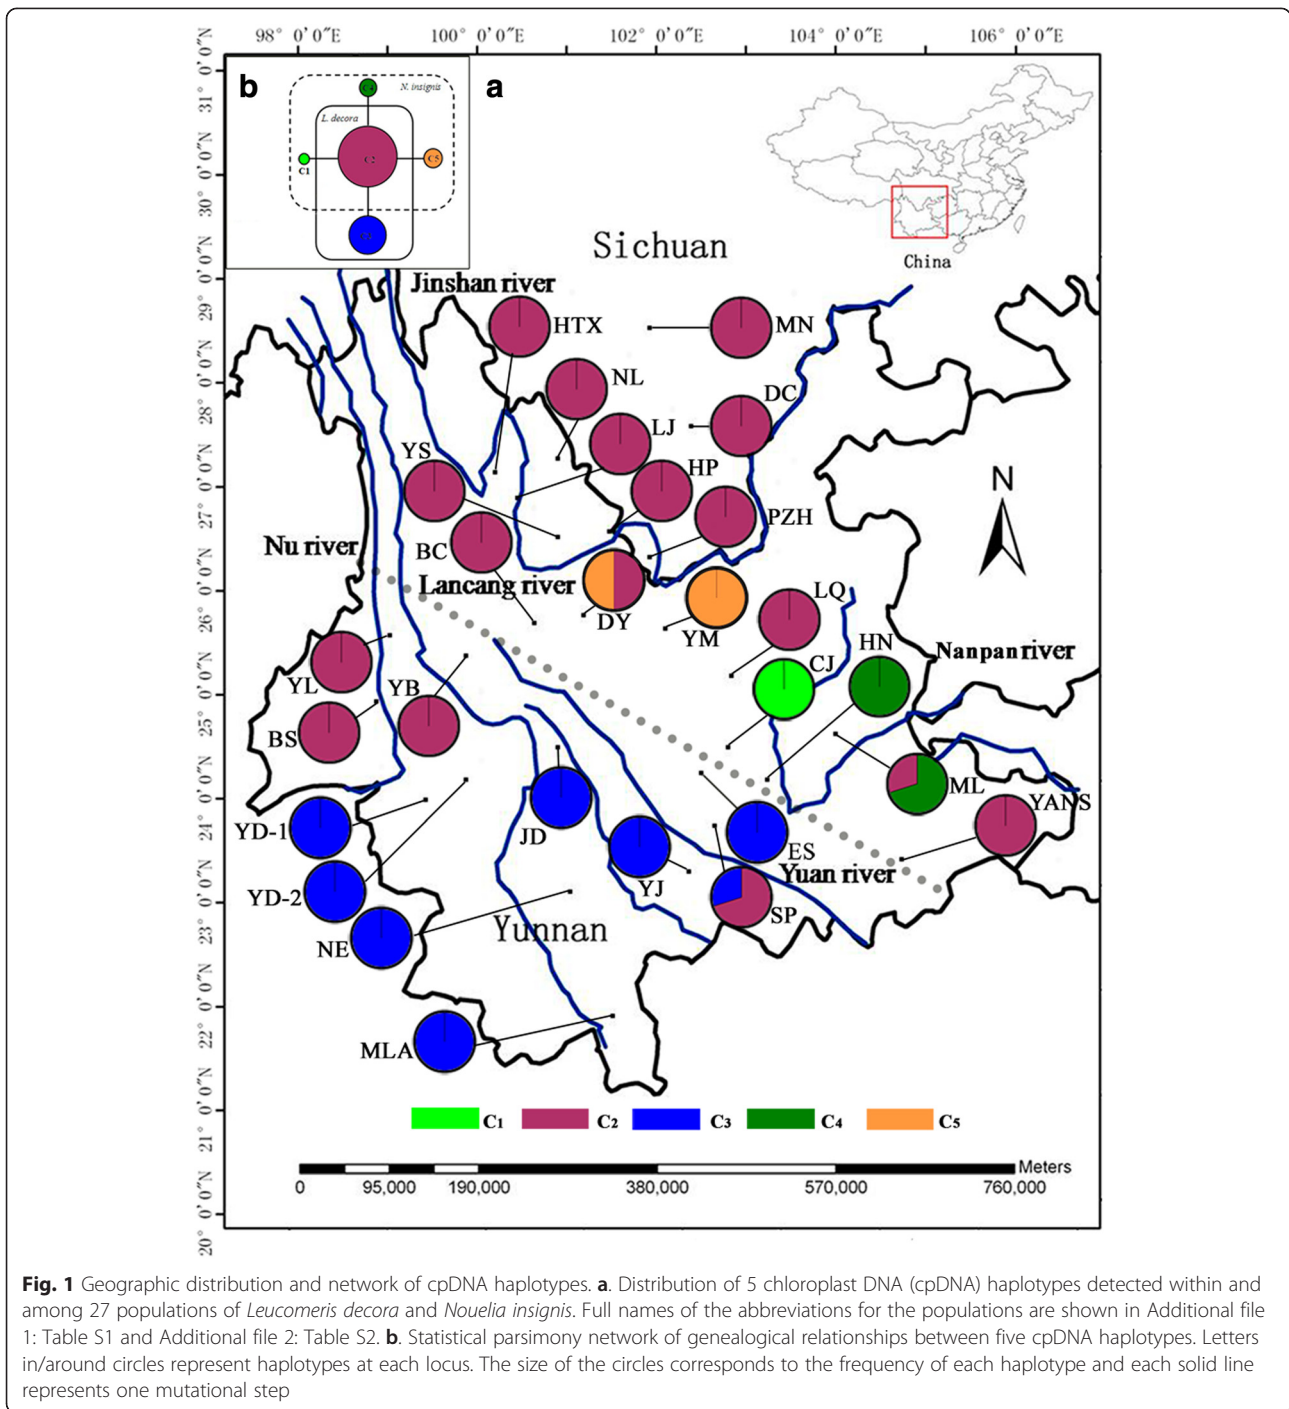 98° 0′0″E 100° 0′0″E 102° 0′0″E 104° 0′0″E 106° 0′0″E
31° 0′0″N
30° 0′0″N
29° 0′0″N
28° 0′0″N
27° 0′0″N
26° 0′0″N
25° 0′0″N
24° 0′0″N
23° 0′0″N
22° 0′0″N
21° 0′0″N
20° 0′0″N
b
N. insignis
L. decora
C1
C2
C5
a
China
Sichuan
Jinshan river
HTX
MN
NL
DC
LJ
YS
HP
PZH
BC
Nu river
Lancang river
DY
YM
LQ
HN
CJ
Nanpan river
YL
YB
BS
ML
YANS
YD-1
JD
ES
YJ
Yuan river
YD-2
SP
NE
Yunnan
MLA
N
C1 C2 C3 C4 C5
Meters
0 95,000 190,000 380,000 570,000 760,000
Fig. 1 Geographic distribution and network of cpDNA haplotypes. a. Distribution of 5 chloroplast DNA (cpDNA) haplotypes detected within and
among 27 populations of Leucomeris decora and Nouelia insignis. Full names of the abbreviations for the populations are shown in Additional file
1: Table S1 and Additional file 2: Table S2. b. Statistical parsimony network of genealogical relationships between five cpDNA haplotypes. Letters
in/around circles represent haplotypes at each locus. The size of the circles corresponds to the frequency of each haplotype and each solid line
represents one mutational step